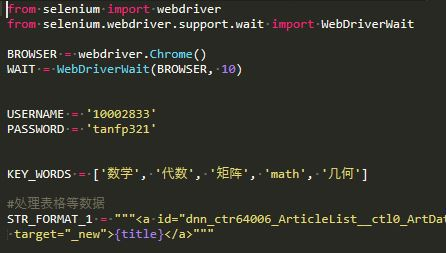 from selenium import webdriver
from selenium.webdriver.support.wait import WebDriverWait
BROWSER = webdriver.Chrome()
WAIT = WebDriverWait(BROWSER, 10)
USERNAME = '10002833'
PASSWORD = 'tanfp321'
KEY_WORDS = ['数学', '代数', '矩阵', 'math', '几何']
#处理表格等数据
STR_FORMAT_1 = """<a id="dnn_ctr64006_ArticleList__ctl0_ArtDat
target="_new">{title}</a>"""